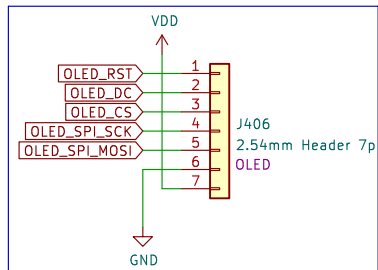 VDD
OLED_RST 1
OLED_DC 2
OLED_CS 3
OLED_SPI_SCK 4
OLED_SPI_MOSI 5
6
7
J406
2.54mm Header 7p
OLED
GND